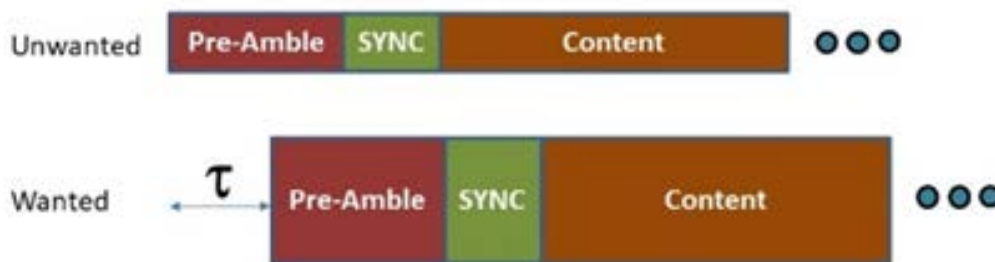 Unwanted Pre-Amble SYNC Content
τ
Wanted Pre-Amble SYNC Content